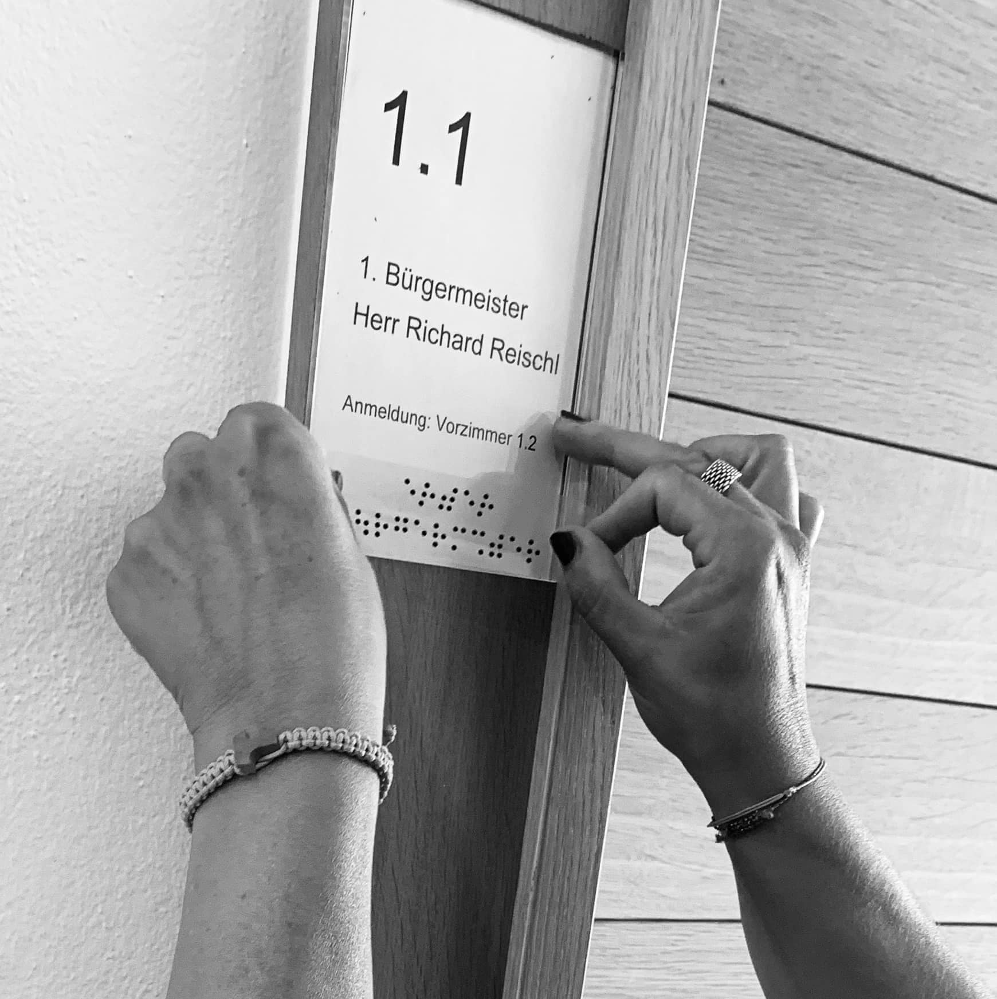 1.1
1. Bürgermeister
Herr Richard Reischl
Anmeldung: Vorzimmer 1.2